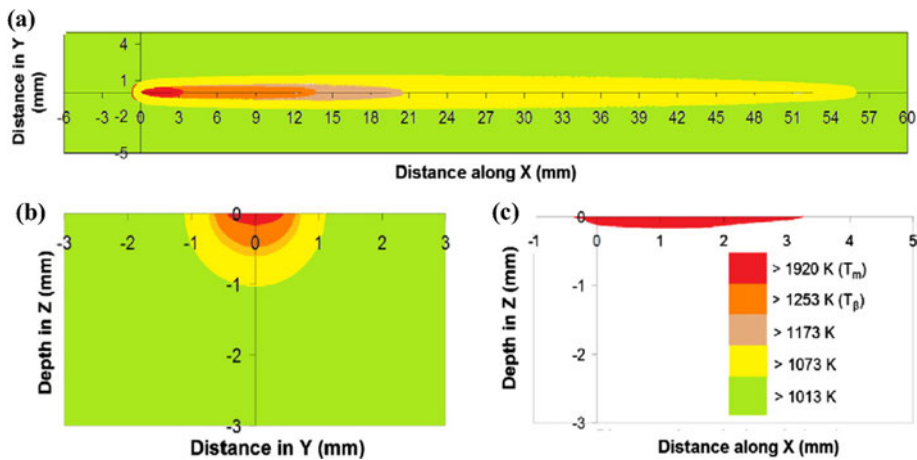 (a)
Distance in Y
(mm)
4
1
-2
-5
-6 -3 0 3 6 9 12 15 18 21 24 27 30 33 36 39 42 45 48 51 54 57 60
Distance along X (mm)
(b)
Depth in Z (mm)
0
-1
-2
-3
-3 -2 -1 0 1 2 3
Distance in Y (mm)
(c)
Depth in Z (mm)
0
-1
-2
-3
-1 0 1 2 3 4 5
> 1920 K (Tm)
> 1253 K (Tβ)
> 1173 K
> 1073 K
> 1013 K
Distance along X (mm)